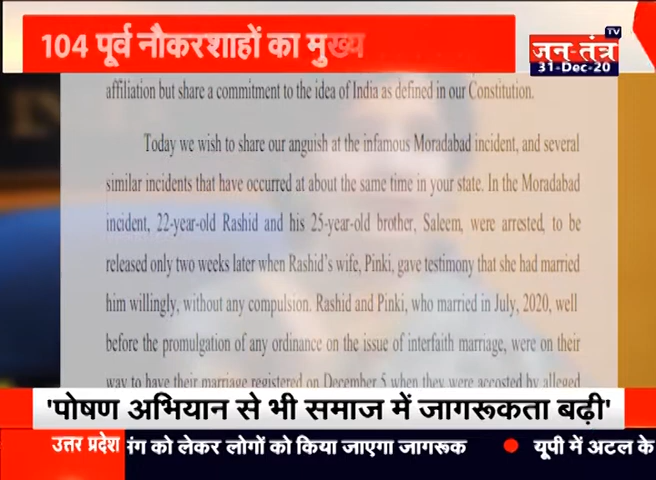 104 पूर्व नौकरशाहों का मुख्य
जन-तंत्र TV
31-Dec-20
affiliation but share a commitment to the idea of India as defined in our Constitution.
Today we wish to share our anguish at the infamous Moradabad incident, and several
similar incidents that have occurred at about the same time in your state. In the Moradabad
incident, 22-year-old Rashid and his 25-year-old brother, Saleem, were arrested, to be
released only two weeks later when Rashid's wife, Pinki, gave testimony that she had married
him willingly, without any compulsion. Rashid and Pinki, who married in July, 2020, well
before the promulgation of any ordinance on the issue of interfaith marriage, were on their
way to have their marriage registered on December 5 when they were accosted by alleged
'पोषण अभियान से भी समाज में जागरूकता बढ़ी'
उत्तर प्रदेश
को लेकर लोगों को किया जाएगा जागरूक • यूपी में अटल के